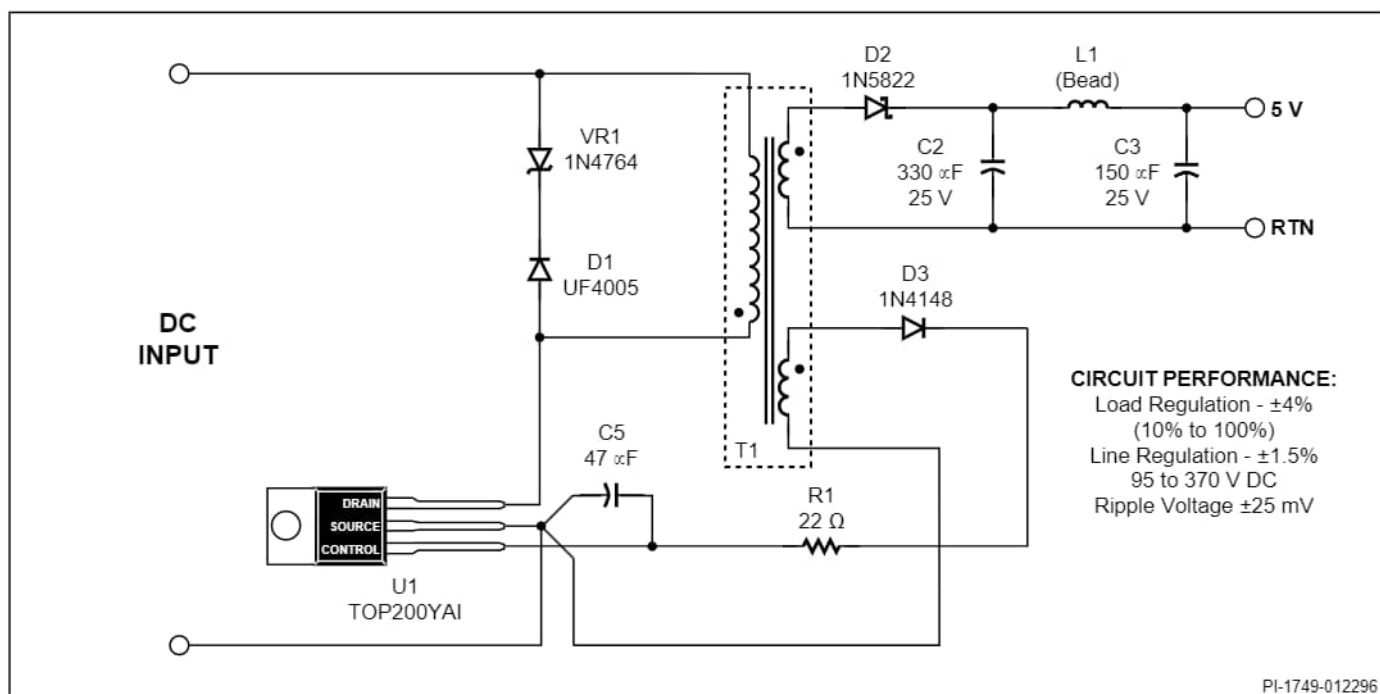 D2
1N5822
L1
(Bead)
5 V
VR1
1N4764
C2
330 ∝F
25 V
C3
150 ∝F
25 V
RTN
D1
UF4005
D3
1N4148
DC
INPUT
CIRCUIT PERFORMANCE:
Load Regulation - ±4%
(10% to 100%)
Line Regulation - ±1.5%
95 to 370 V DC
Ripple Voltage ±25 mV
T1
C5
47 ∝F
R1
22 Ω
DRAIN
SOURCE
CONTROL
U1
TOP200YAI
PI-1749-012296